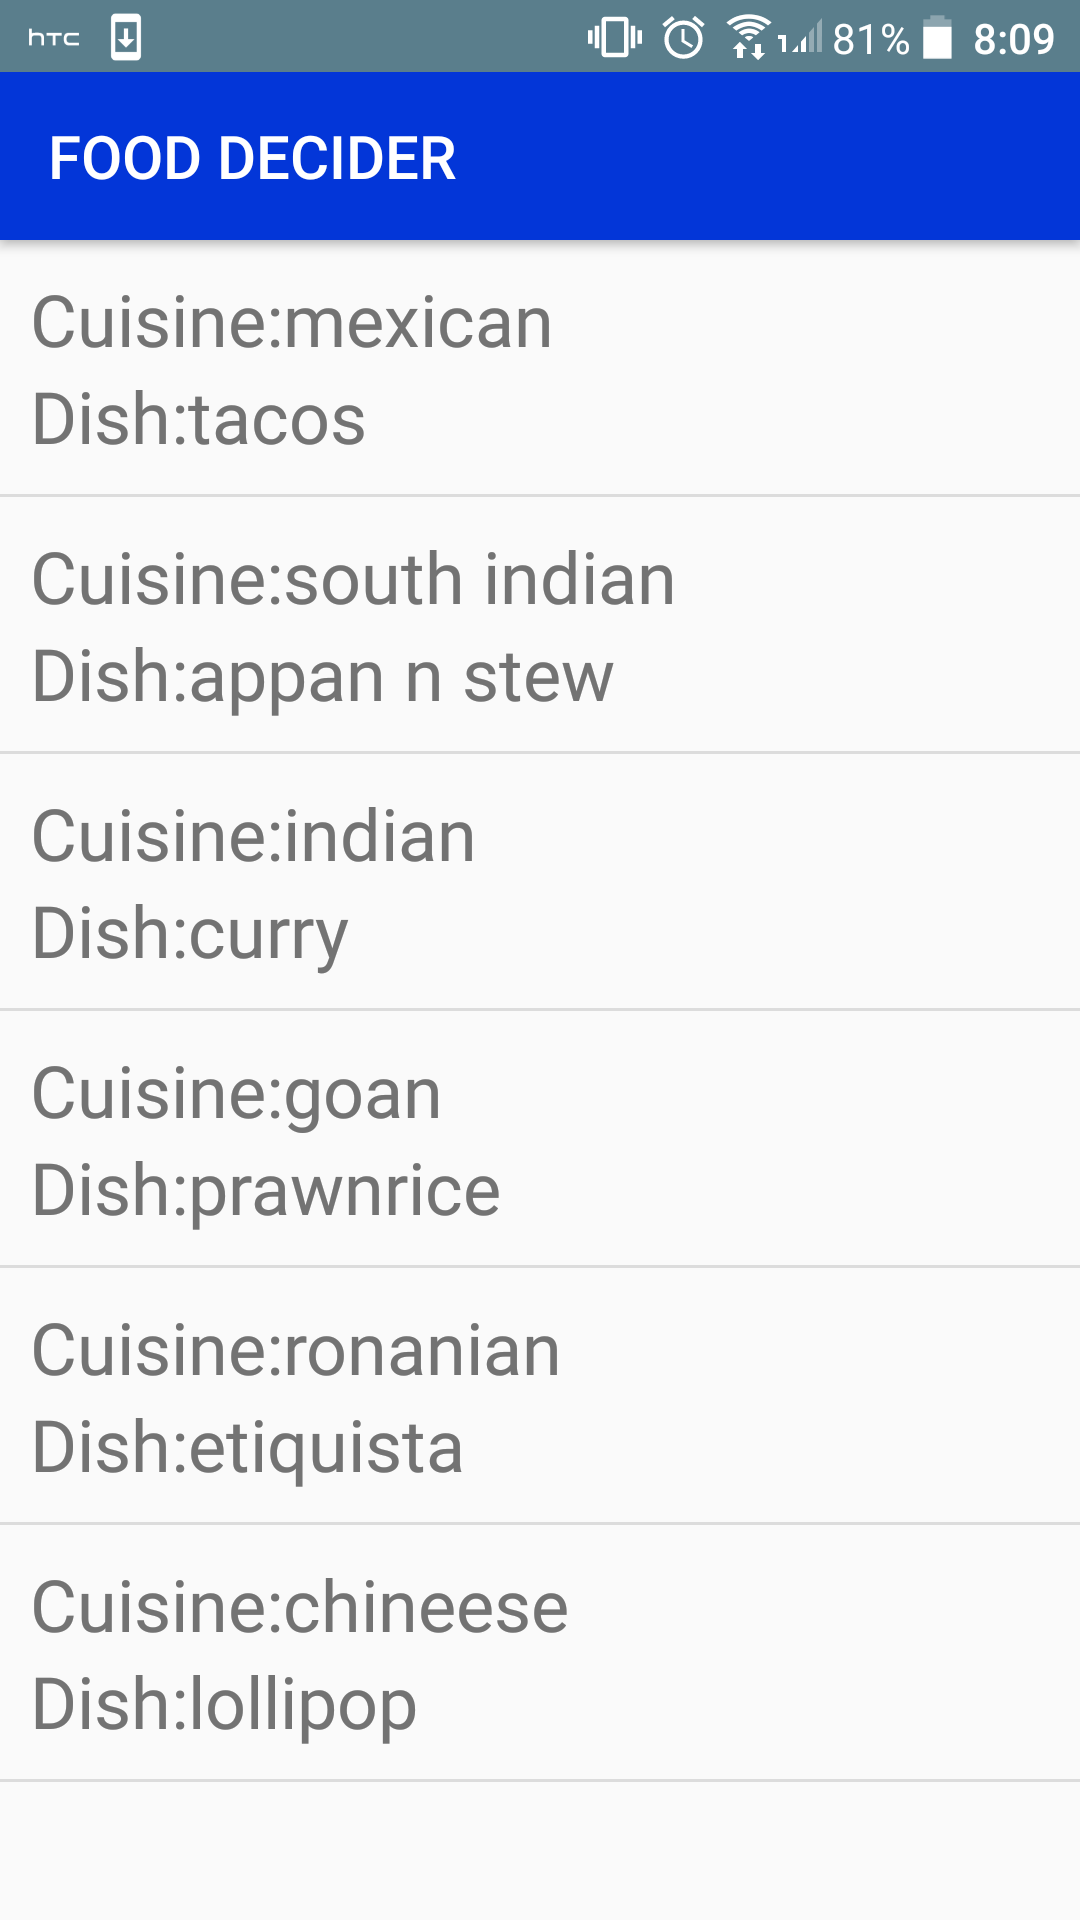 htc 1 81% 8:09
FOOD DECIDER
Cuisine:mexican
Dish:tacos
Cuisine:south indian
Dish:appan n stew
Cuisine:indian
Dish:curry
Cuisine:goan
Dish:prawnrice
Cuisine:ronanian
Dish:etiquista
Cuisine:chineese
Dish:lollipop